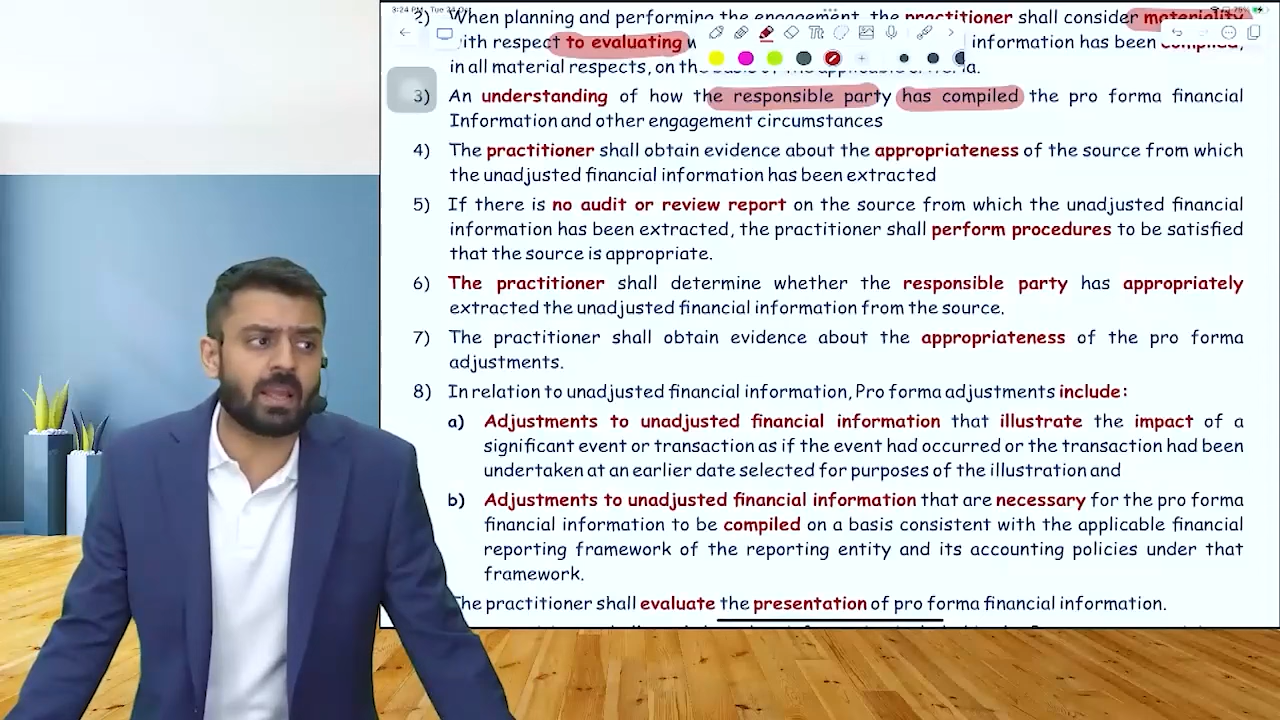 3:24 PM Tue 24
2) When planning and performing the engagement, the practitioner shall consider materiality
with respect to evaluating w information has been compiled,
in all material respects, on the basis of the applicable
3) An understanding of how the responsible party has compiled the pro forma financial
Information and other engagement circumstances
4) The practitioner shall obtain evidence about the appropriateness of the source from which
the unadjusted financial information has been extracted
5) If there is no audit or review report on the source from which the unadjusted financial
information has been extracted, the practitioner shall perform procedures to be satisfied
that the source is appropriate.
6) The practitioner shall determine whether the responsible party has appropriately
extracted the unadjusted financial information from the source.
7) The practitioner shall obtain evidence about the appropriateness of the pro forma
adjustments.
8) In relation to unadjusted financial information, Pro forma adjustments include:
a) Adjustments to unadjusted financial information that illustrate the impact of a
significant event or transaction as if the event had occurred or the transaction had been
undertaken at an earlier date selected for purposes of the illustration and
b) Adjustments to unadjusted financial information that are necessary for the pro forma
financial information to be compiled on a basis consistent with the applicable financial
reporting framework of the reporting entity and its accounting policies under that
framework.
The practitioner shall evaluate the presentation of pro forma financial information.